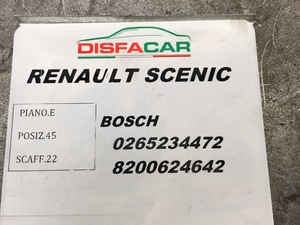 DISFACAR
RENAULT SCENIC
PIANO.E
POSIZ.45
SCAFF.22
BOSCH
0265234472
8200624642